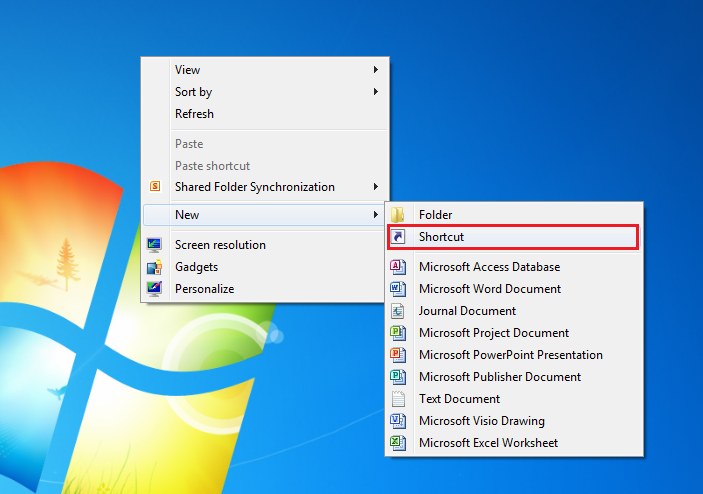 View
Sort by
Refresh
Paste
Paste shortcut
Shared Folder Synchronization
New
Screen resolution
Gadgets
Personalize
Folder
Shortcut
Microsoft Access Database
Microsoft Word Document
Journal Document
Microsoft Project Document
Microsoft PowerPoint Presentation
Microsoft Publisher Document
Text Document
Microsoft Visio Drawing
Microsoft Excel Worksheet